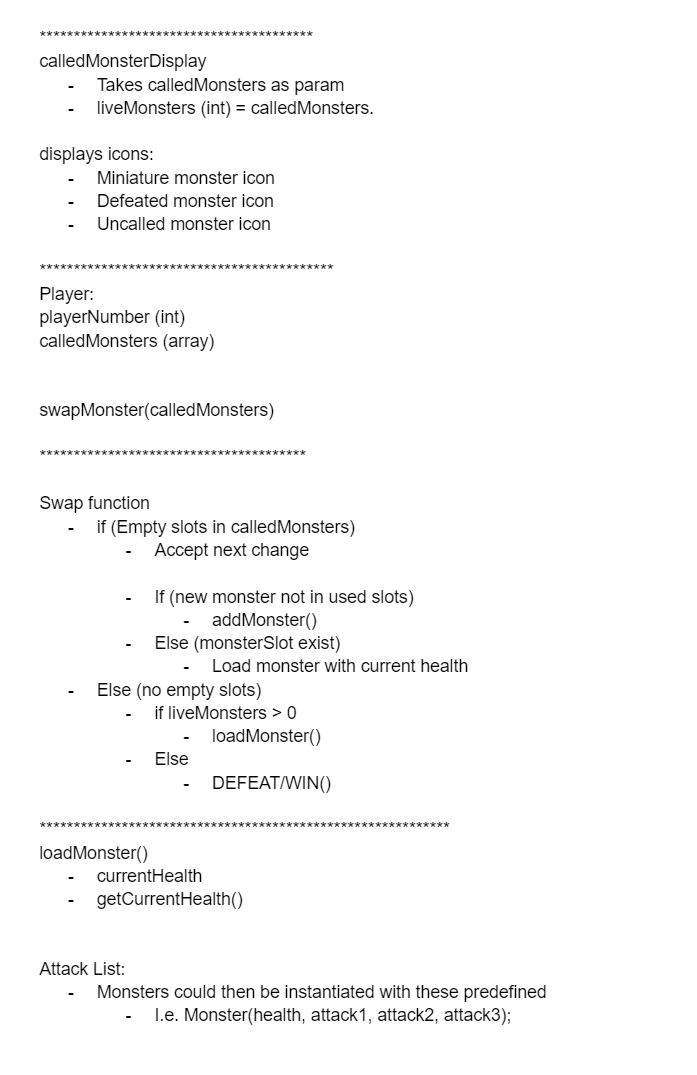 ****************************************
calledMonsterDisplay
- Takes calledMonsters as param
- liveMonsters (int) = calledMonsters.
displays icons:
- Miniature monster icon
- Defeated monster icon
- Uncalled monster icon
*******************************************
Player:
playerNumber (int)
calledMonsters (array)
swapMonster(calledMonsters)
***************************************
Swap function
- if (Empty slots in calledMonsters)
- Accept next change
- If (new monster not in used slots)
- addMonster()
- Else (monsterSlot exist)
- Load monster with current health
- Else (no empty slots)
- if liveMonsters > 0
- loadMonster()
- Else
- DEFEAT/WIN()
************************************************************
loadMonster()
- currentHealth
- getCurrentHealth()
Attack List:
- Monsters could then be instantiated with these predefined
- I.e. Monster(health, attack1, attack2, attack3);